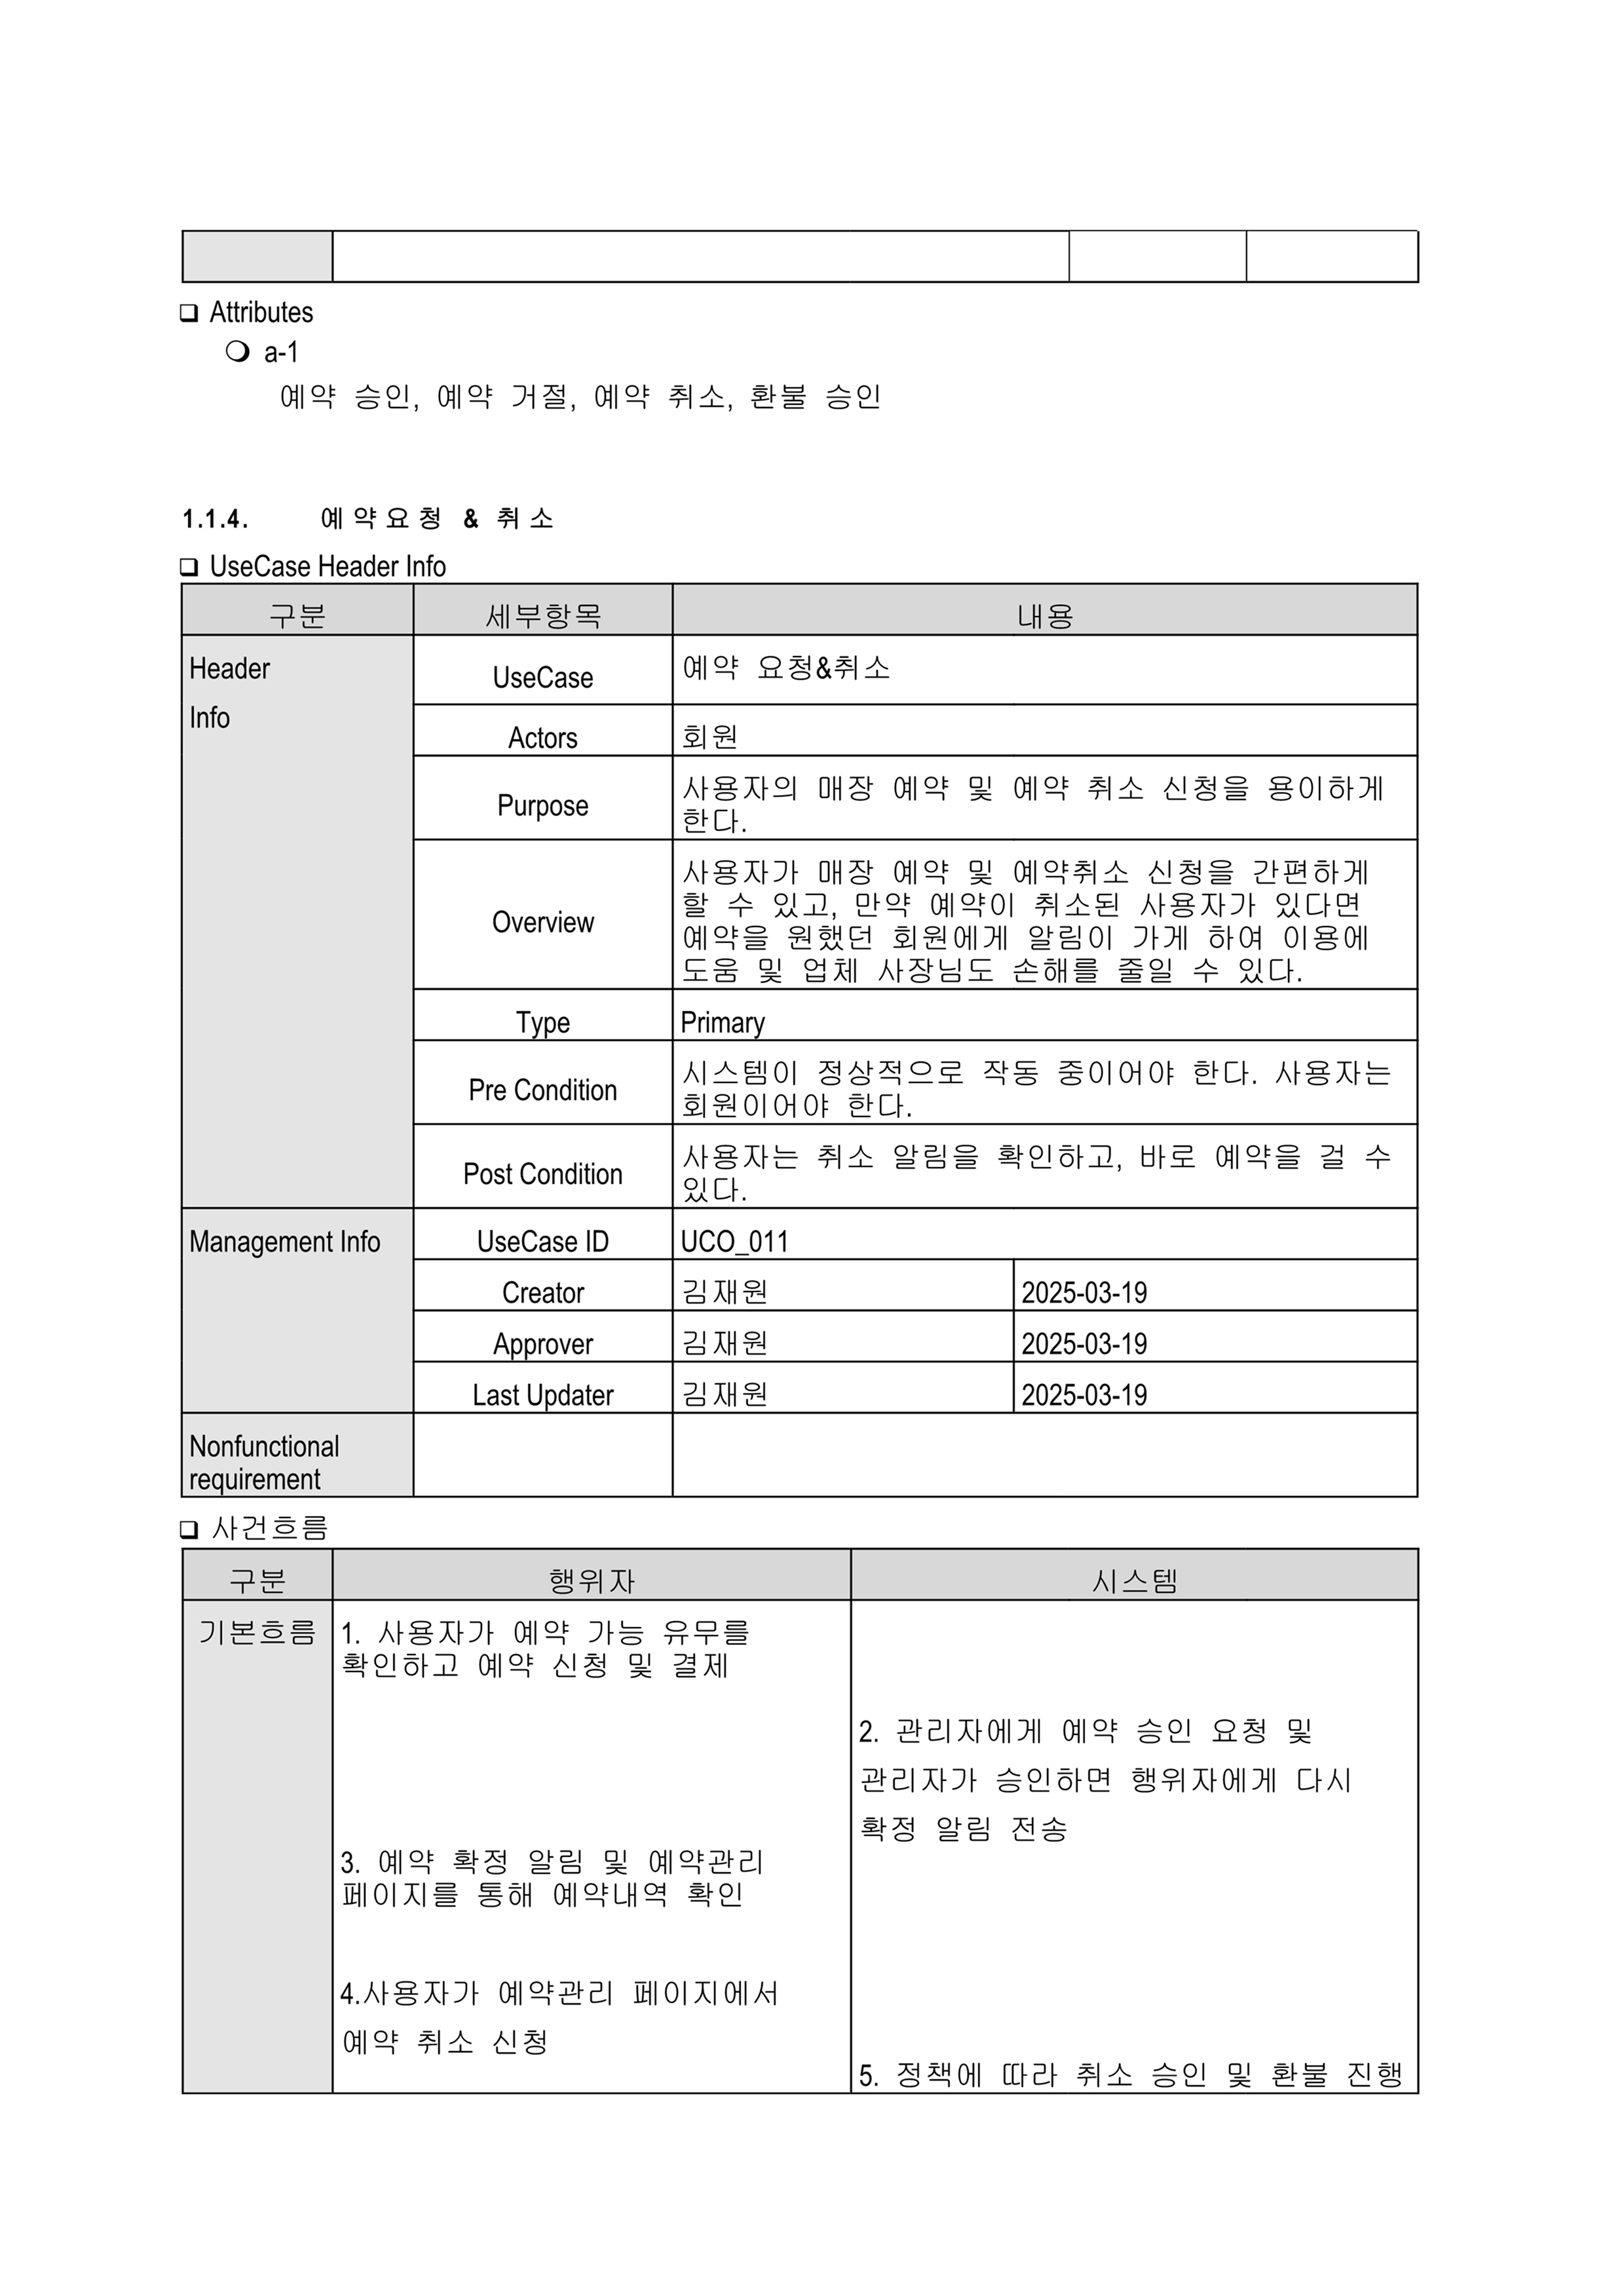 ❏ Attributes
❍ a-1
예약 승인, 예약 거절, 예약 취소, 환불 승인
1.1.4. 예약요청 & 취소
❏ UseCase Header Info
구분 세부항목 내용
Header
Info
UseCase 예약 요청&취소
Actors 회원
Purpose 사용자의 매장 예약 및 예약 취소 신청을 용이하게
한다.
Overview 사용자가 매장 예약 및 예약취소 신청을 간편하게
할 수 있고, 만약 예약이 취소된 사용자가 있다면
예약을 원했던 회원에게 알림이 가게 하여 이용에
도움 및 업체 사장님도 손해를 줄일 수 있다.
Type Primary
Pre Condition 시스템이 정상적으로 작동 중이어야 한다. 사용자는
회원이어야 한다.
Post Condition 사용자는 취소 알림을 확인하고, 바로 예약을 걸 수
있다.
Management Info UseCase ID UCO_011
Creator 김재원 2025-03-19
Approver 김재원 2025-03-19
Last Updater 김재원 2025-03-19
Nonfunctional
requirement
❏ 사건흐름
구분 행위자 시스템
기본흐름 1. 사용자가 예약 가능 유무를
확인하고 예약 신청 및 결제
2. 관리자에게 예약 승인 요청 및
관리자가 승인하면 행위자에게 다시
확정 알림 전송
3. 예약 확정 알림 및 예약관리
페이지를 통해 예약내역 확인
4.사용자가 예약관리 페이지에서
예약 취소 신청
5. 정책에 따라 취소 승인 및 환불 진행